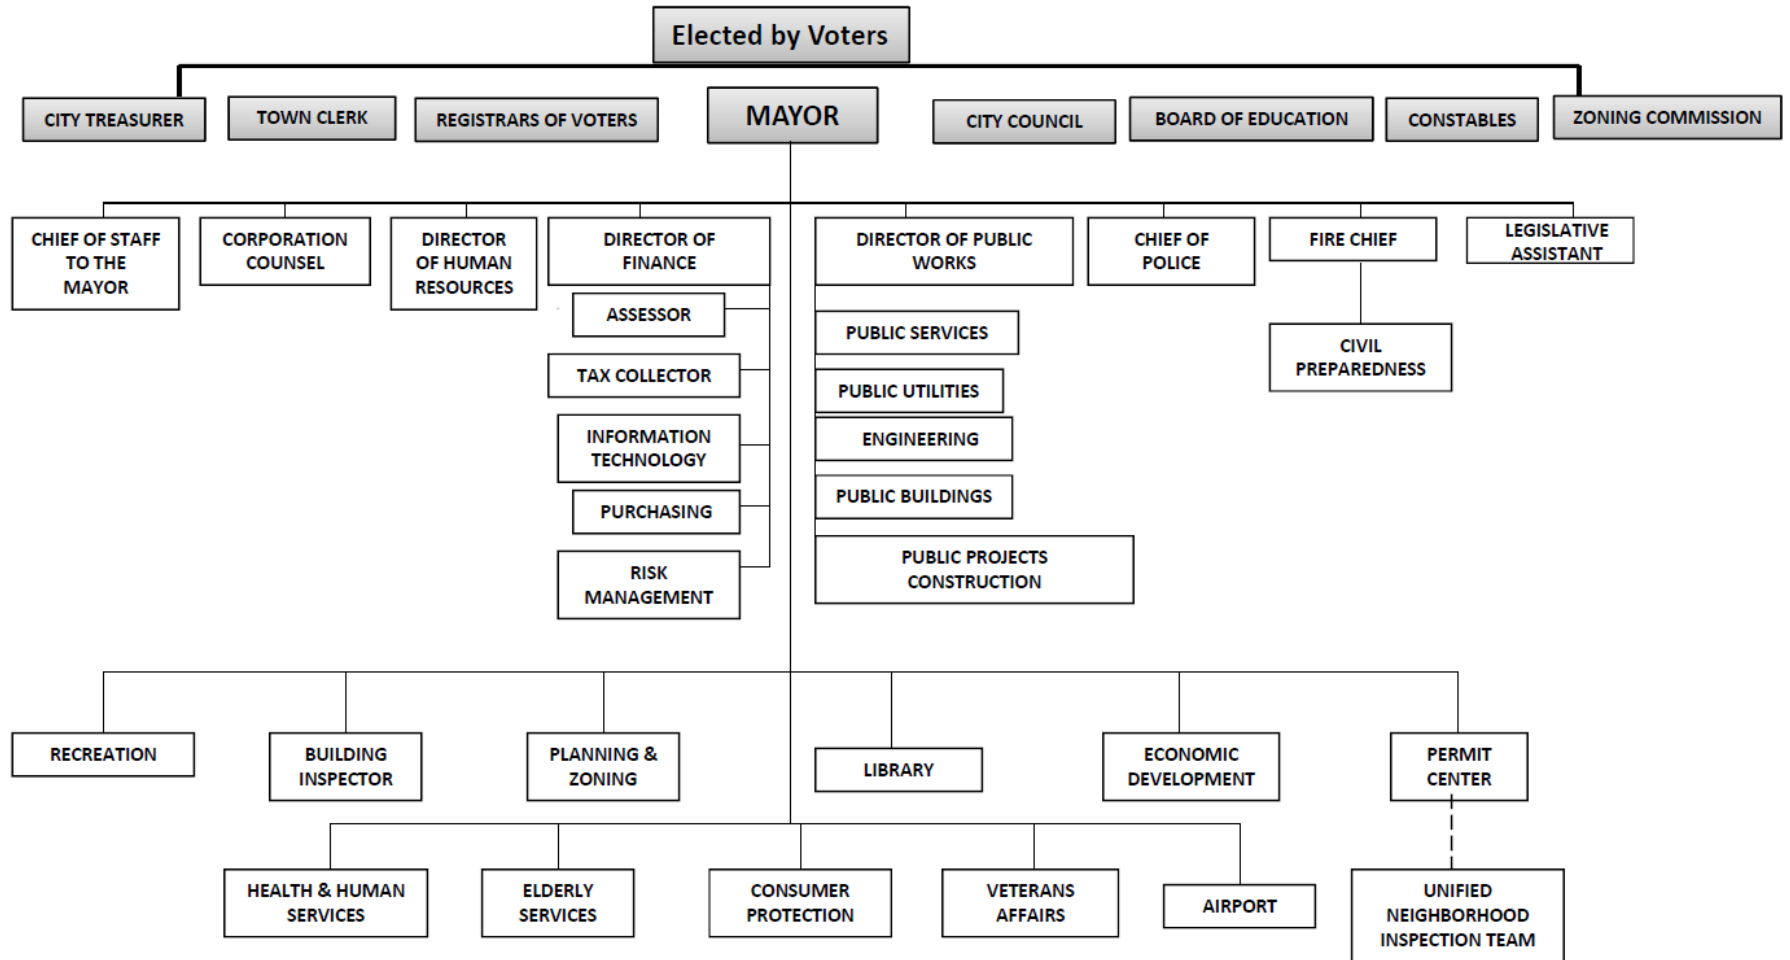 Elected by Voters
CITY TREASURER
TOWN CLERK
REGISTRARS OF VOTERS
MAYOR
CITY COUNCIL
BOARD OF EDUCATION
CONSTABLES
ZONING COMMISSION
CHIEF OF STAFF
TO THE
MAYOR
CORPORATION
COUNSEL
DIRECTOR
OF HUMAN
RESOURCES
DIRECTOR OF
FINANCE
DIRECTOR OF PUBLIC
WORKS
CHIEF OF
POLICE
FIRE CHIEF
LEGISLATIVE
ASSISTANT
ASSESSOR
TAX COLLECTOR
INFORMATION
TECHNOLOGY
PURCHASING
RISK
MANAGEMENT
PUBLIC SERVICES
PUBLIC UTILITIES
ENGINEERING
PUBLIC BUILDINGS
PUBLIC PROJECTS
CONSTRUCTION
CIVIL
PREPAREDNESS
RECREATION
BUILDING
INSPECTOR
PLANNING &
ZONING
LIBRARY
ECONOMIC
DEVELOPMENT
PERMIT
CENTER
HEALTH & HUMAN
SERVICES
ELDERLY
SERVICES
CONSUMER
PROTECTION
VETERANS
AFFAIRS
AIRPORT
UNIFIED
NEIGHBORHOOD
INSPECTION TEAM